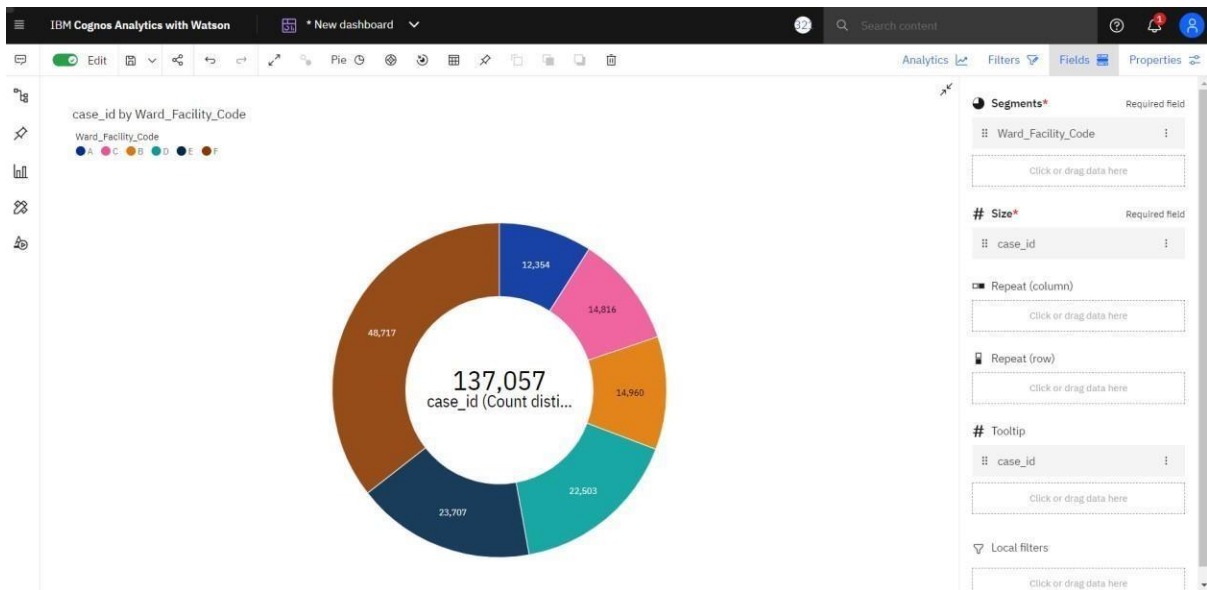 IBM Cognos Analytics with Watson
* New dashboard
Search content
1
Edit
Pie
Analytics
Filters
Fields
Properties
case_id by Ward_Facility_Code
Ward_Facility_Code
A C B D E F
12,354
14,816
48,717
137,057
case_id (Count disti...
14,960
22,503
23,707
Segments* Required field
Ward_Facility_Code
Click or drag data here
# Size* Required field
case_id
Repeat (column)
Click or drag data here
Repeat (row)
Click or drag data here
# Tooltip
case_id
Click or drag data here
Local filters
Click or drag data here